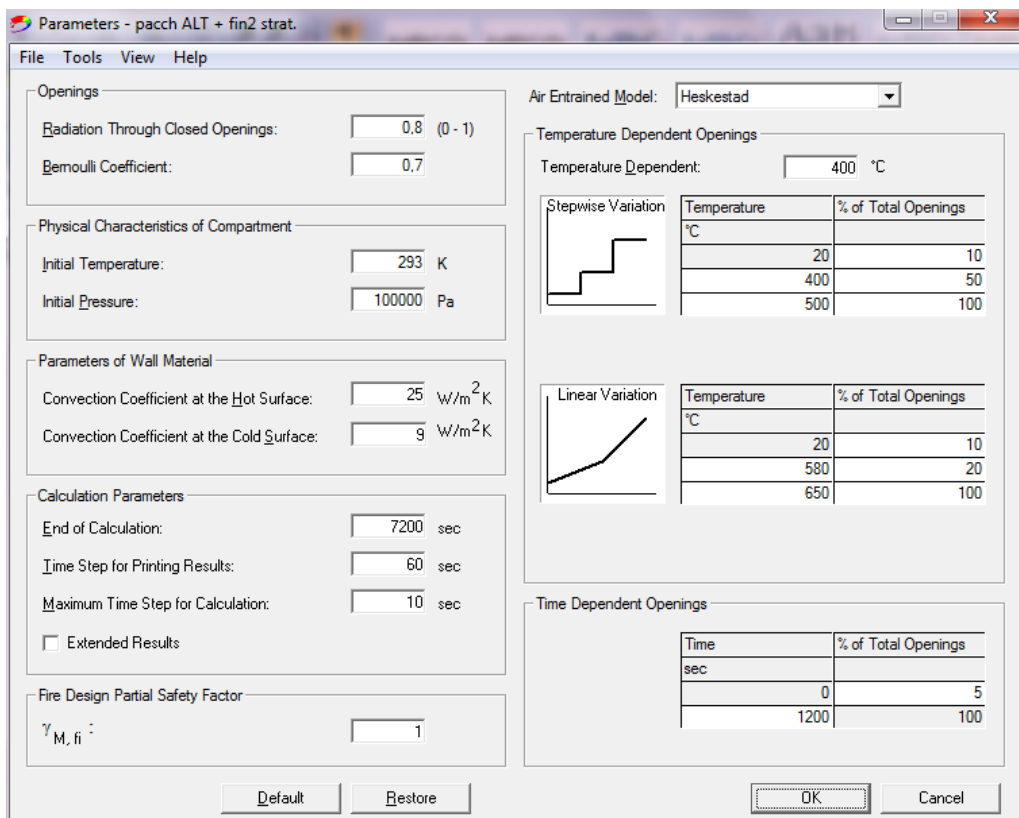 Parameters - pacch ALT + fin2 strat.
File Tools View Help
Openings
Radiation Through Closed Openings: 0,8 (0 - 1)
Bernoulli Coefficient: 0,7
Physical Characteristics of Compartment
Initial Temperature: 293 K
Initial Pressure: 100000 Pa
Parameters of Wall Material
Convection Coefficient at the Hot Surface: 25 W/m²K
Convection Coefficient at the Cold Surface: 9 W/m²K
Calculation Parameters
End of Calculation: 7200 sec
Time Step for Printing Results: 60 sec
Maximum Time Step for Calculation: 10 sec
Extended Results
Fire Design Partial Safety Factor
γ M, fi : 1
Default Restore
Air Entrained Model: Heskestad
Temperature Dependent Openings
Temperature Dependent: 400 °C
Stepwise Variation
Temperature % of Total Openings
°C
20 10
400 50
500 100
Linear Variation
Temperature % of Total Openings
°C
20 10
580 20
650 100
Time Dependent Openings
Time % of Total Openings
sec
0 5
1200 100
OK Cancel